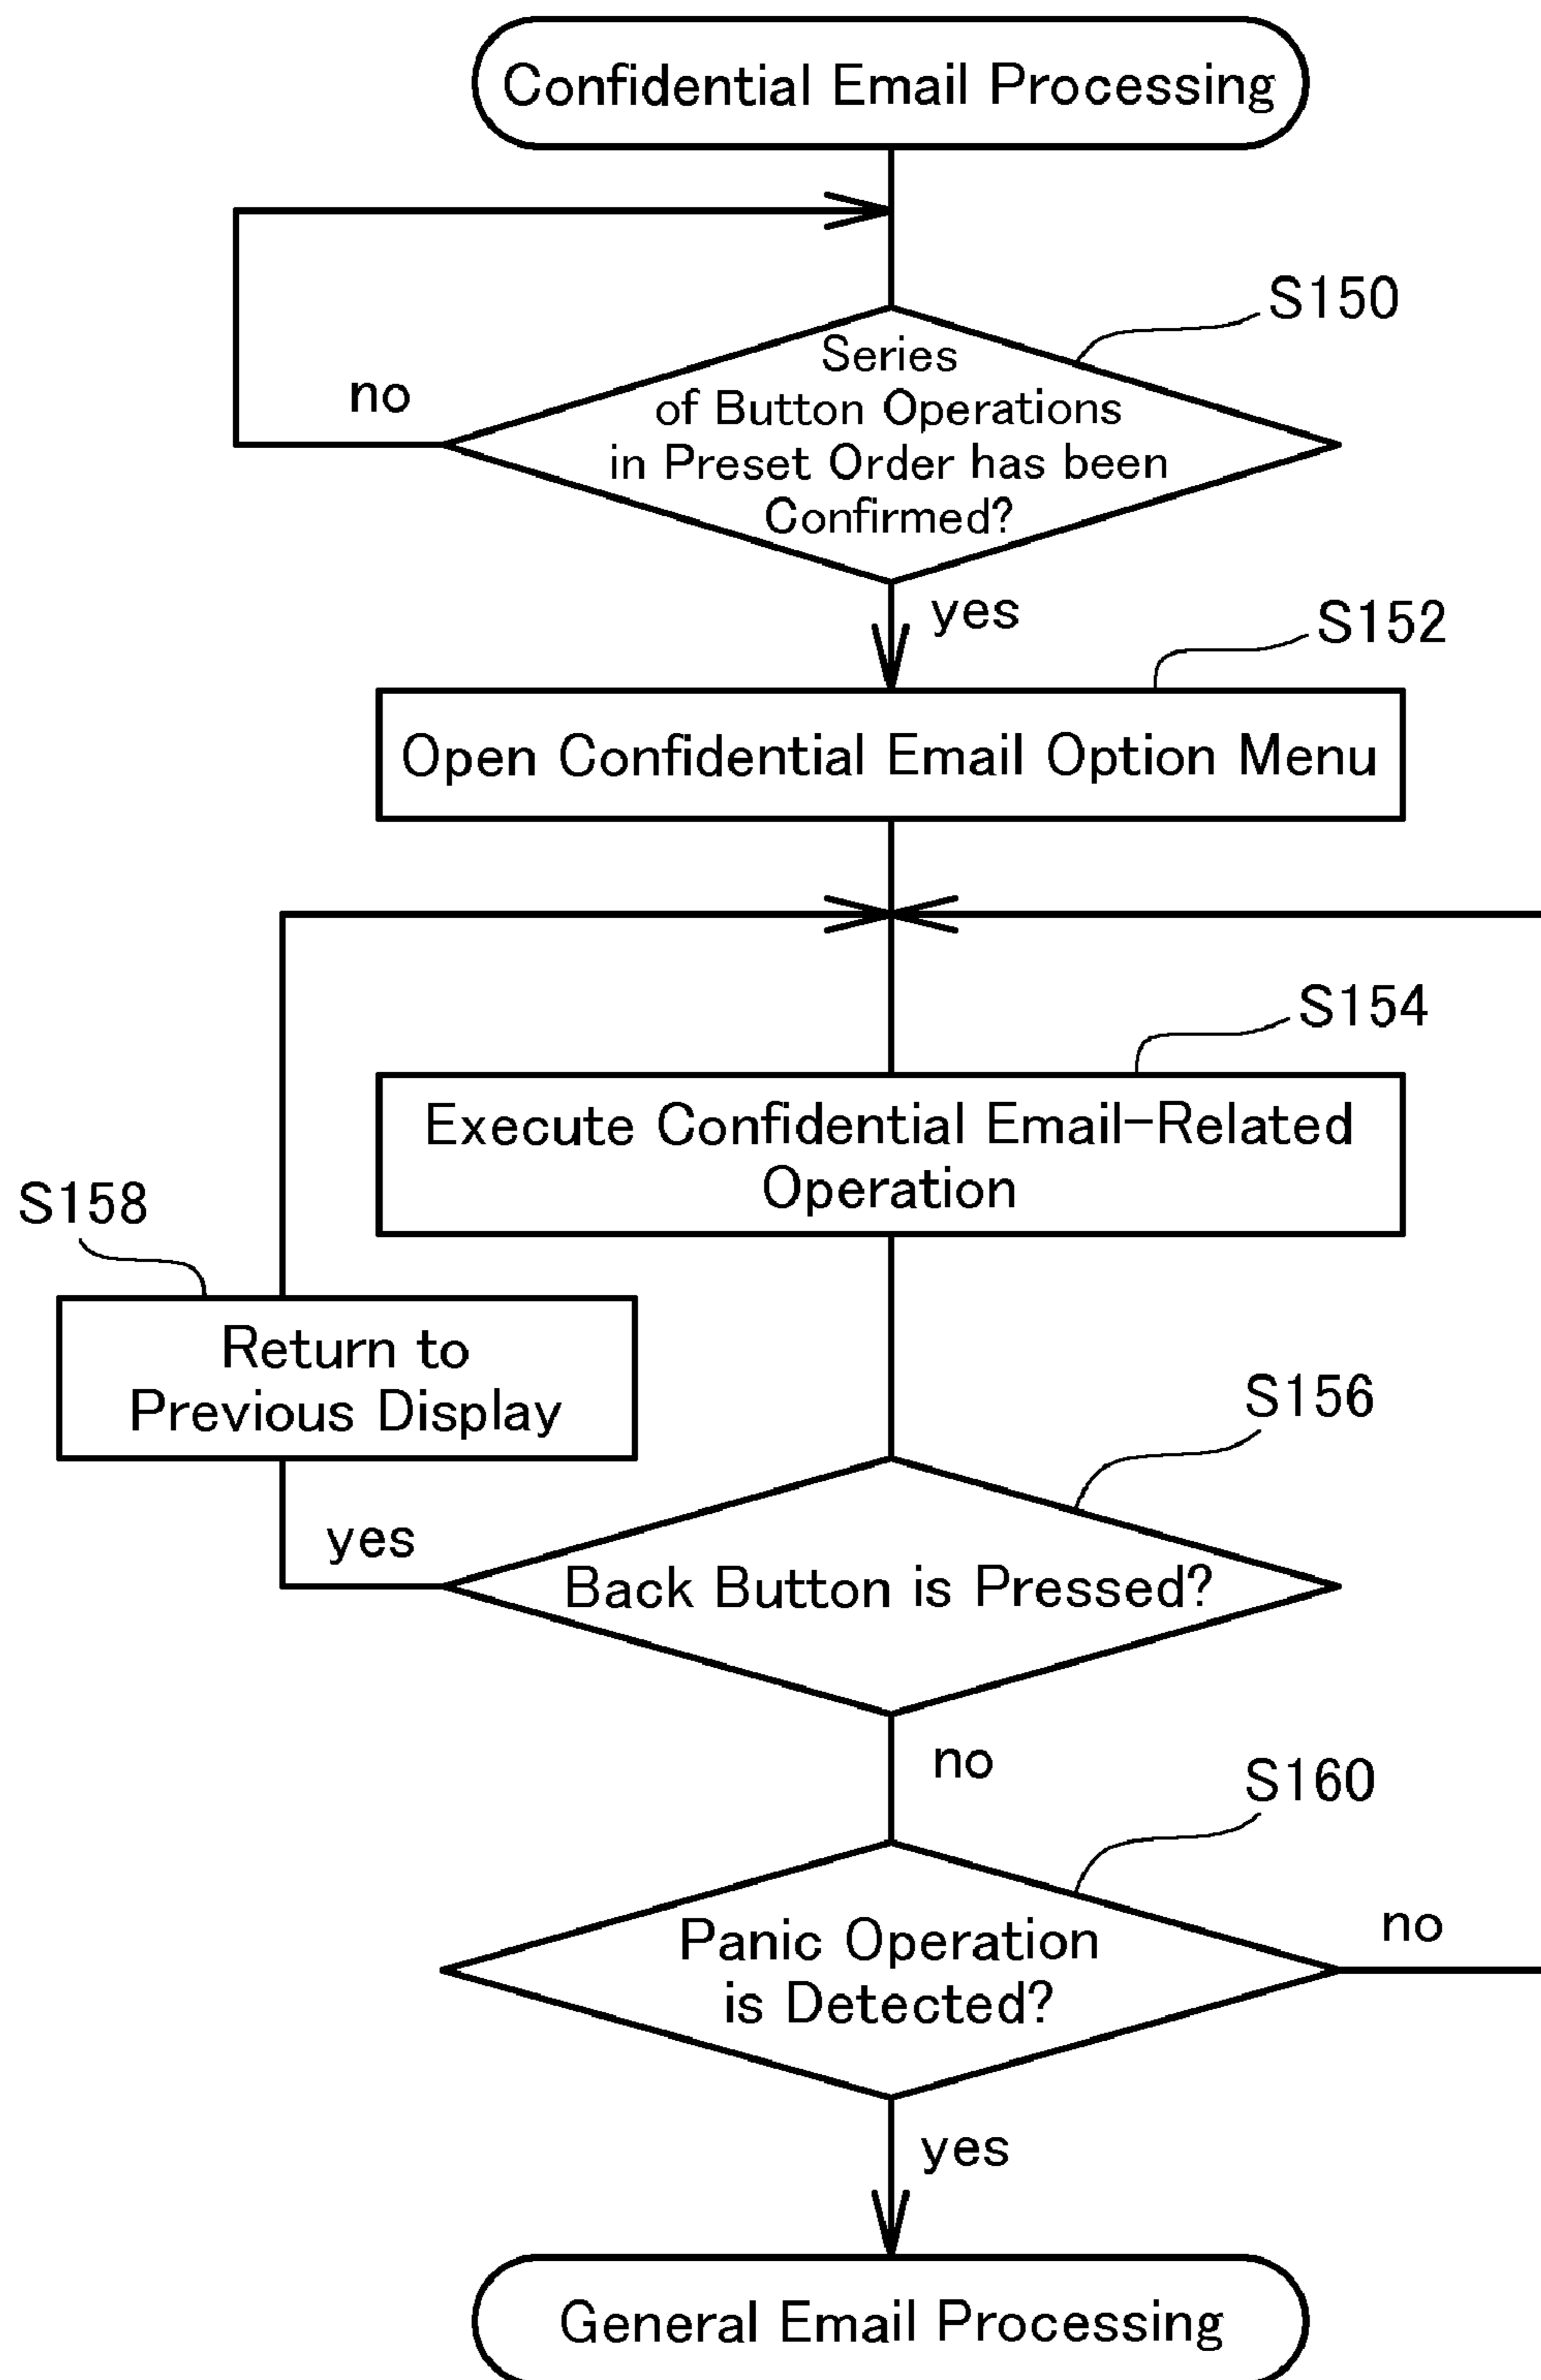 Confidential Email Processing
S150
Series
of Button Operations
in Preset Order has been
Confirmed?
no
yes
S152
Open Confidential Email Option Menu
S154
Execute Confidential Email-Related
Operation
S158
Return to
Previous Display
S156
yes
Back Button is Pressed?
no
S160
Panic Operation
is Detected?
no
yes
General Email Processing